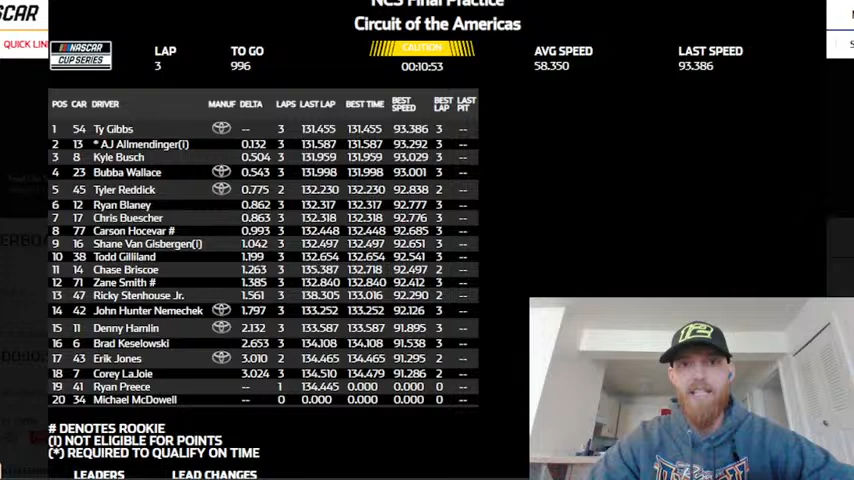 NCS Final Practice
SCAR
Circuit of the Americas
QUICK LIN
NASCAR
CUP SERIES
LAP
3
TO GO
996
CAUTION
00:10:53
AVG SPEED
58.350
LAST SPEED
93.386
POS CAR DRIVER MANUF DELTA LAPS LAST LAP BEST TIME BEST SPEED BEST LAP LAST PIT
1 54 Ty Gibbs -- 3 131.455 131.455 93.386 3 --
2 13 * AJ Allmendinger(i) 0.132 3 131.587 131.587 93.292 3 --
3 8 Kyle Busch 0.504 3 131.959 131.959 93.029 3 --
4 23 Bubba Wallace 0.543 3 131.998 131.998 93.001 3 --
5 45 Tyler Reddick 0.775 2 132.230 132.230 92.838 2 --
6 12 Ryan Blaney 0.862 3 132.317 132.317 92.777 3 --
7 17 Chris Buescher 0.863 3 132.318 132.318 92.776 3 --
8 77 Carson Hocevar # 0.993 3 132.448 132.448 92.685 3 --
9 16 Shane Van Gisbergen(i) 1.042 3 132.497 132.497 92.651 3 --
10 38 Todd Gilliland 1.199 3 132.654 132.654 92.541 3 --
11 14 Chase Briscoe 1.263 3 135.387 132.718 92.497 2 --
12 71 Zane Smith # 1.385 3 132.840 132.840 92.412 3 --
13 47 Ricky Stenhouse Jr. 1.561 3 138.305 133.016 92.290 2 --
14 42 John Hunter Nemechek 1.797 3 133.252 133.252 92.126 3 --
15 11 Denny Hamlin 2.132 3 133.587 133.587 91.895 3 --
16 6 Brad Keselowski 2.653 3 134.108 134.108 91.538 3 --
17 43 Erik Jones 3.010 2 134.465 134.465 91.295 2 --
18 7 Corey LaJoie 3.024 3 134.510 134.479 91.286 2 --
19 41 Ryan Preece -- 1 134.445 0.000 0.000 0 --
20 34 Michael McDowell -- 0 0.000 0.000 0.000 0 --
# DENOTES ROOKIE
(i) NOT ELIGIBLE FOR POINTS
(*) REQUIRED TO QUALIFY ON TIME
LEADERS LEAD CHANGES